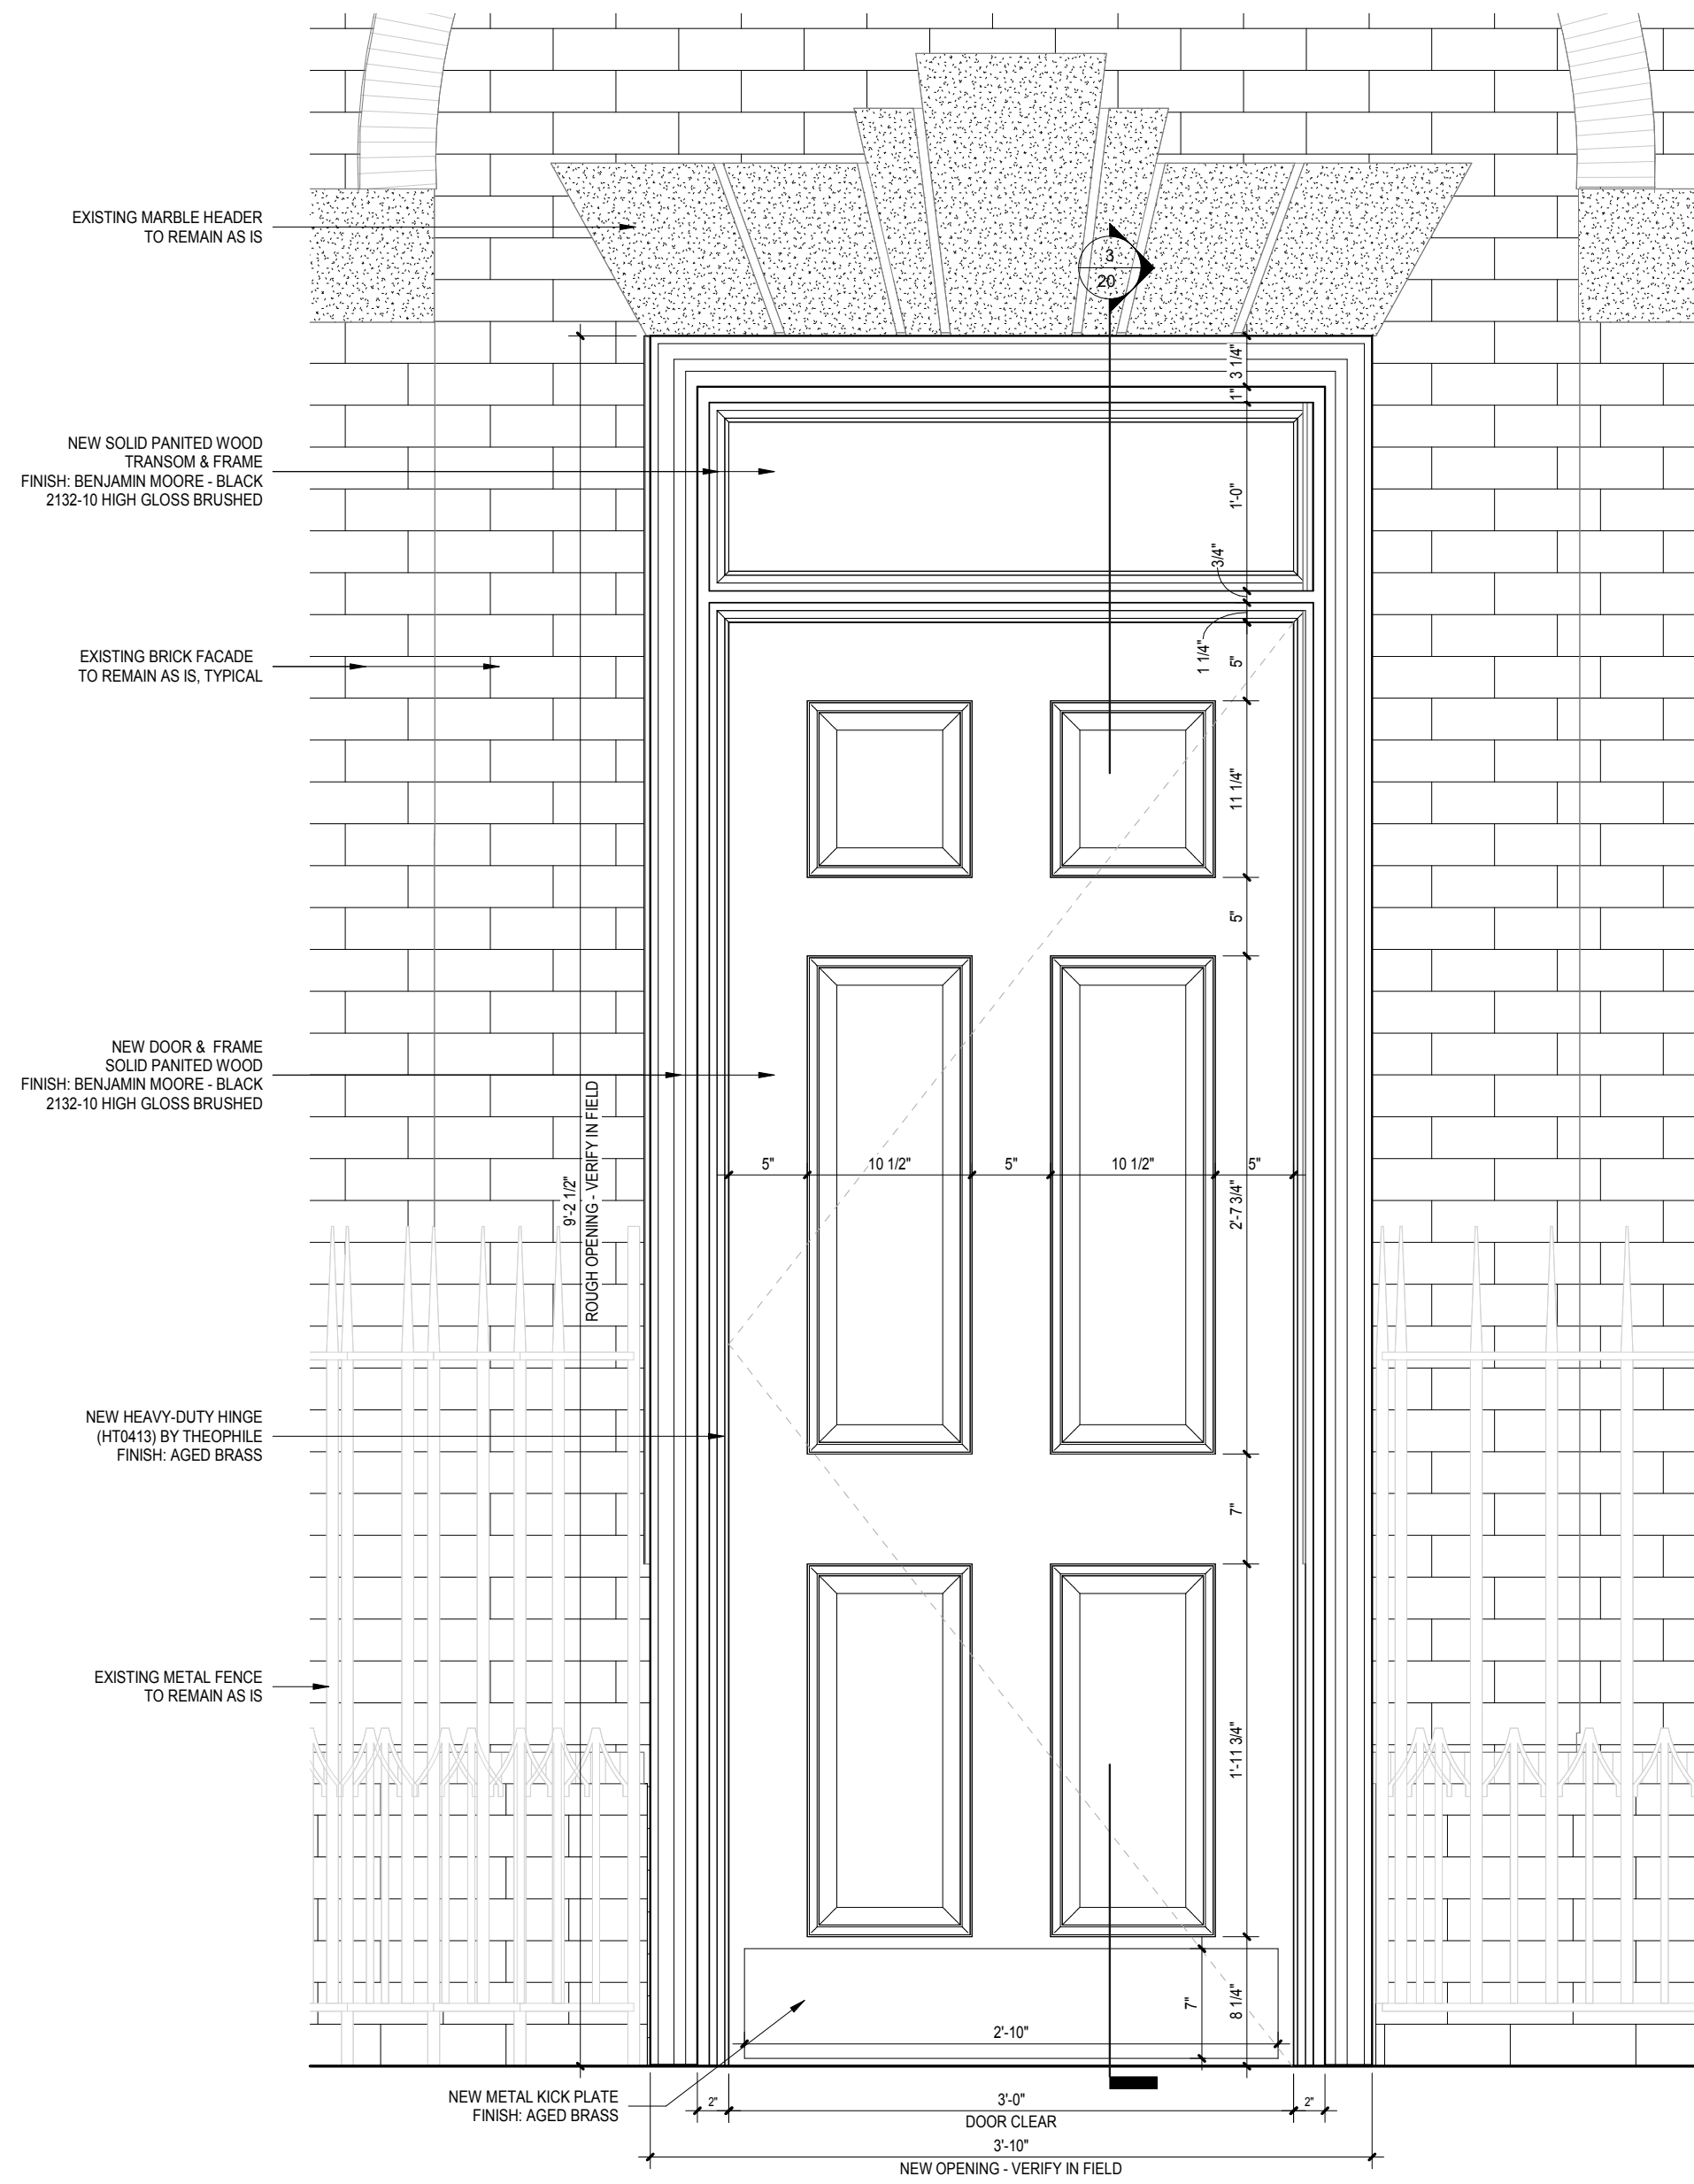 EXISTING MARBLE HEADER
TO REMAIN AS IS
3
20
3 1/4"
1"
NEW SOLID PANITED WOOD
TRANSOM & FRAME
FINISH: BENJAMIN MOORE - BLACK
2132-10 HIGH GLOSS BRUSHED
1'-0"
3/4"
1 1/4"
5"
EXISTING BRICK FACADE
TO REMAIN AS IS, TYPICAL
11 1/4"
5"
NEW DOOR & FRAME
SOLID PANITED WOOD
FINISH: BENJAMIN MOORE - BLACK
2132-10 HIGH GLOSS BRUSHED
9'-2 1/2"
ROUGH OPENING - VERIFY IN FIELD
5"
10 1/2"
5"
10 1/2"
5"
2'-7 3/4"
NEW HEAVY-DUTY HINGE
(HT0413) BY THEOPHILE
FINISH: AGED BRASS
7"
EXISTING METAL FENCE
TO REMAIN AS IS
1'-11 3/4"
7"
8 1/4"
2'-10"
NEW METAL KICK PLATE
FINISH: AGED BRASS
2"
3'-0"
DOOR CLEAR
2"
3'-10"
NEW OPENING - VERIFY IN FIELD